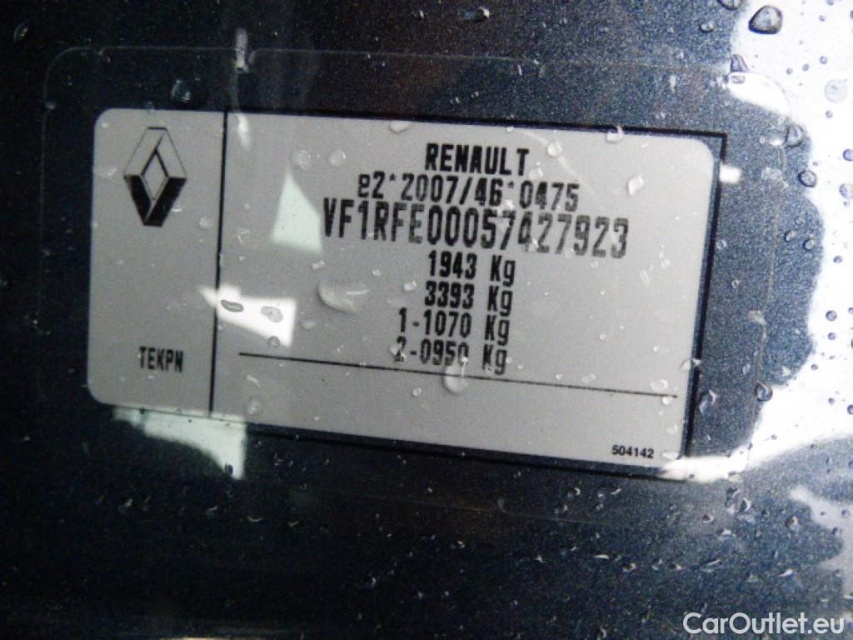 RENAULT
e2*2007/46*0475
VF1RFE00057427923
1943 Kg
3393 Kg
1-1070 Kg
2-0950 Kg
TEKPN
504142
CarOutlet.eu